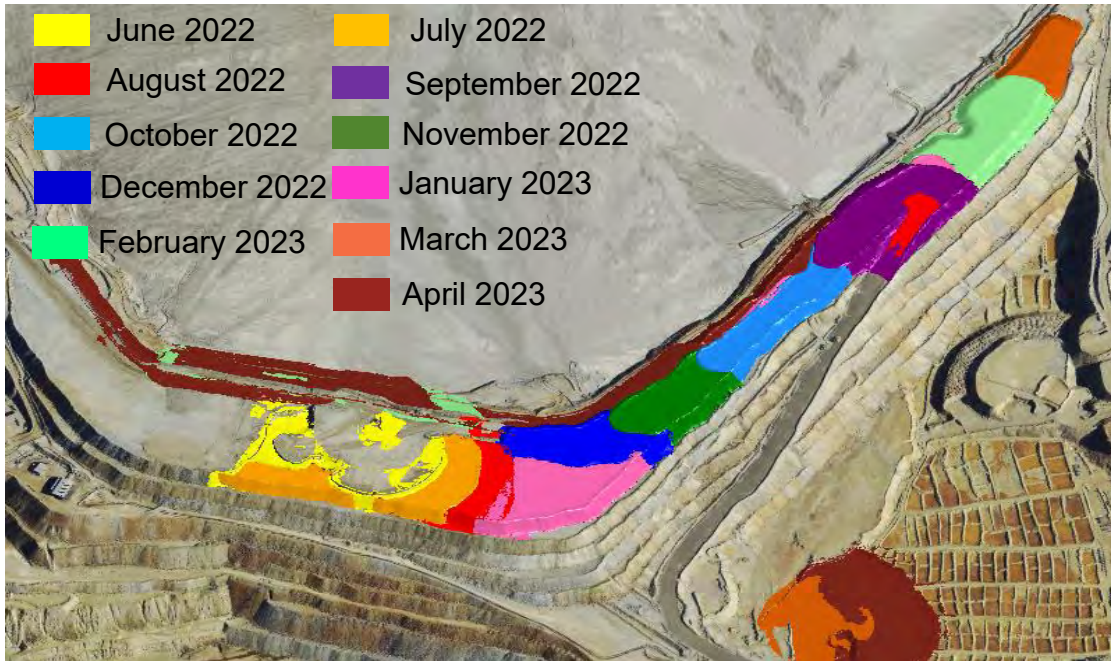 June 2022
July 2022
August 2022
September 2022
October 2022
November 2022
December 2022
January 2023
February 2023
March 2023
April 2023